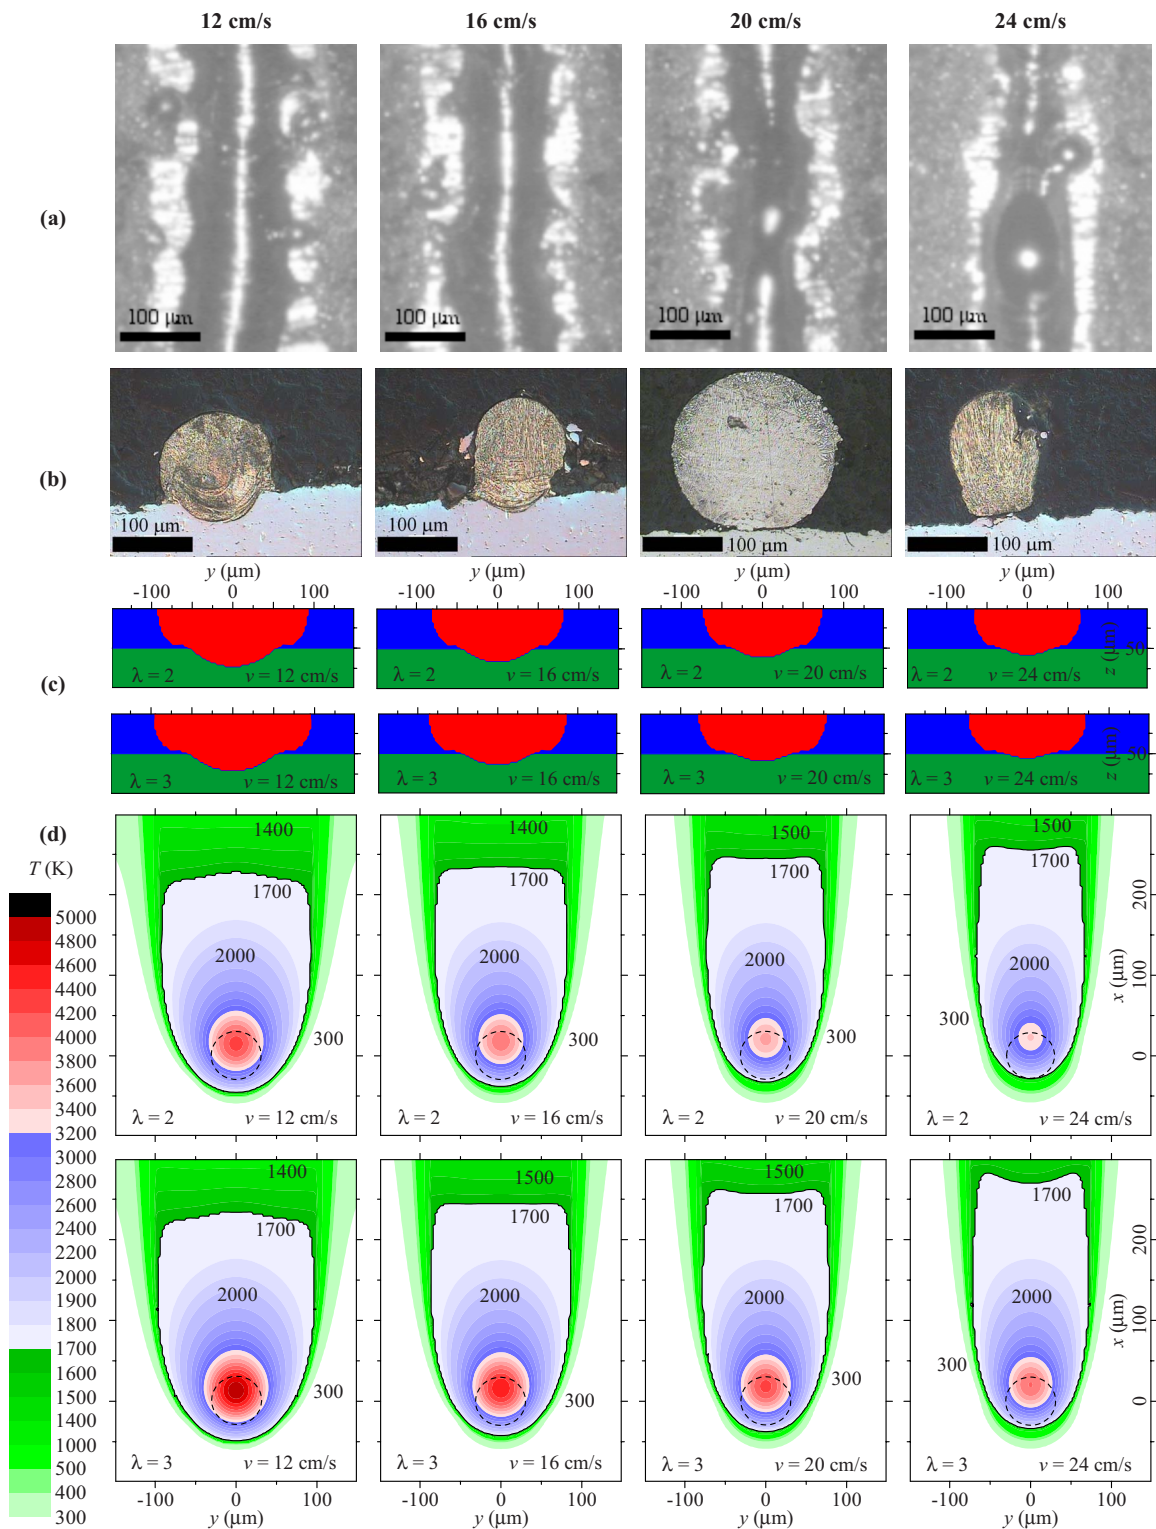 12 cm/s 16 cm/s 20 cm/s 24 cm/s
(a)
100 µm 100 µm 100 µm 100 µm
(b)
100 µm 100 µm 100 µm 100 µm
y (µm) y (µm) y (µm) y (µm)
-100 0 100 -100 0 100 -100 0 100 -100 0 100
(c)
λ = 2 v = 12 cm/s λ = 2 v = 16 cm/s λ = 2 v = 20 cm/s λ = 2 v = 24 cm/s z (µm) 50
λ = 3 v = 12 cm/s λ = 3 v = 16 cm/s λ = 3 v = 20 cm/s λ = 3 v = 24 cm/s z (µm) 50
(d)
1400 1400 1500 1500
1700 1700 1700 1700
2000 2000 2000 2000
300 300 300 300
λ = 2 v = 12 cm/s λ = 2 v = 16 cm/s λ = 2 v = 20 cm/s λ = 2 v = 24 cm/s
200
100
0
x (µm)
1400 1500 1500
1700 1700 1700 1700
2000 2000 2000 2000
300 300 300 300
λ = 3 v = 12 cm/s λ = 3 v = 16 cm/s λ = 3 v = 20 cm/s λ = 3 v = 24 cm/s
200
100
0
x (µm)
-100 0 100 -100 0 100 -100 0 100 -100 0 100
y (µm) y (µm) y (µm) y (µm)
T (K)
5000
4800
4600
4400
4200
4000
3800
3600
3400
3200
3000
2800
2600
2400
2200
2000
1900
1800
1700
1600
1500
1400
1000
500
400
300